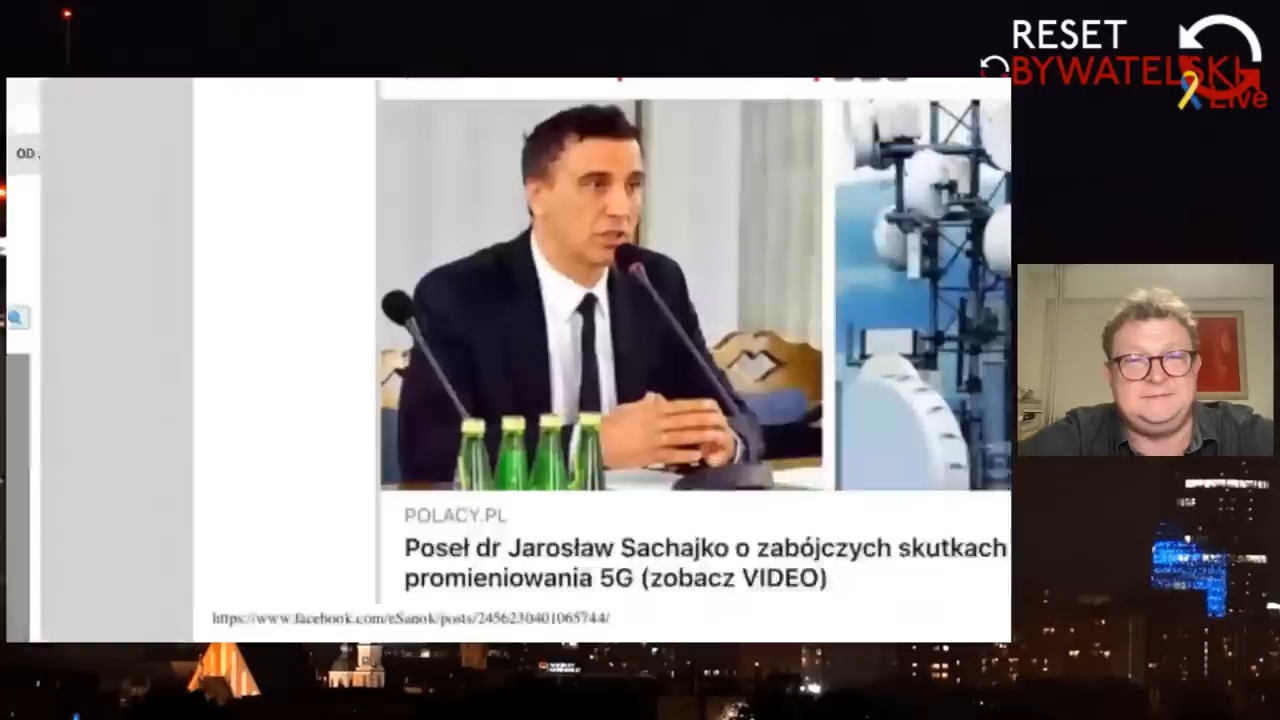 RESET
OBYWATELSKI
Live
OD
POLACY.PL
Poseł dr Jarosław Sachajko o zabójczych skutkach
promieniowania 5G (zobacz VIDEO)
https://www.facebook.com/eSanok/posts/2456230401065744/